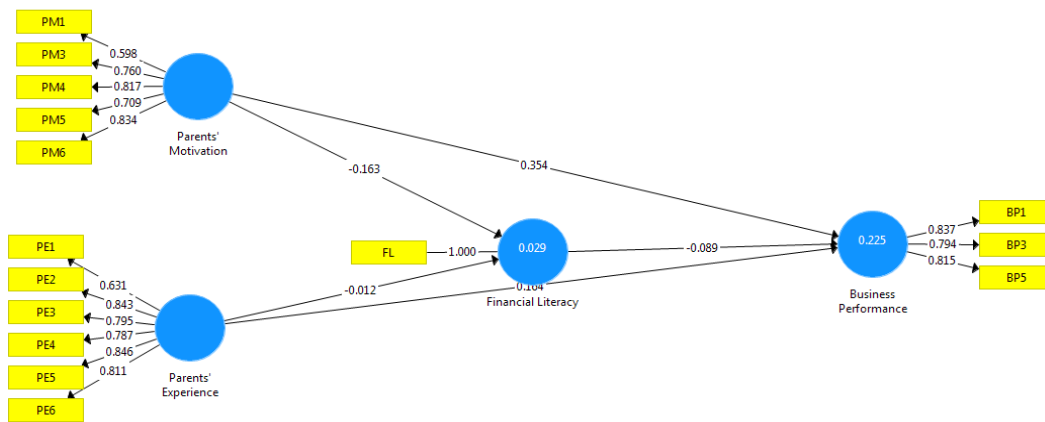 PM1
PM3
PM4
PM5
PM6
0.598
0.760
0.817
0.709
0.834
Parents'
Motivation
-0.163
0.354
PE1
PE2
PE3
PE4
PE5
PE6
0.631
0.843
0.795
0.787
0.846
0.811
Parents'
Experience
-0.012
FL
1.000
0.029
Financial Literacy
-0.089
0.225
Business
Performance
0.837
0.794
0.815
BP1
BP3
BP5